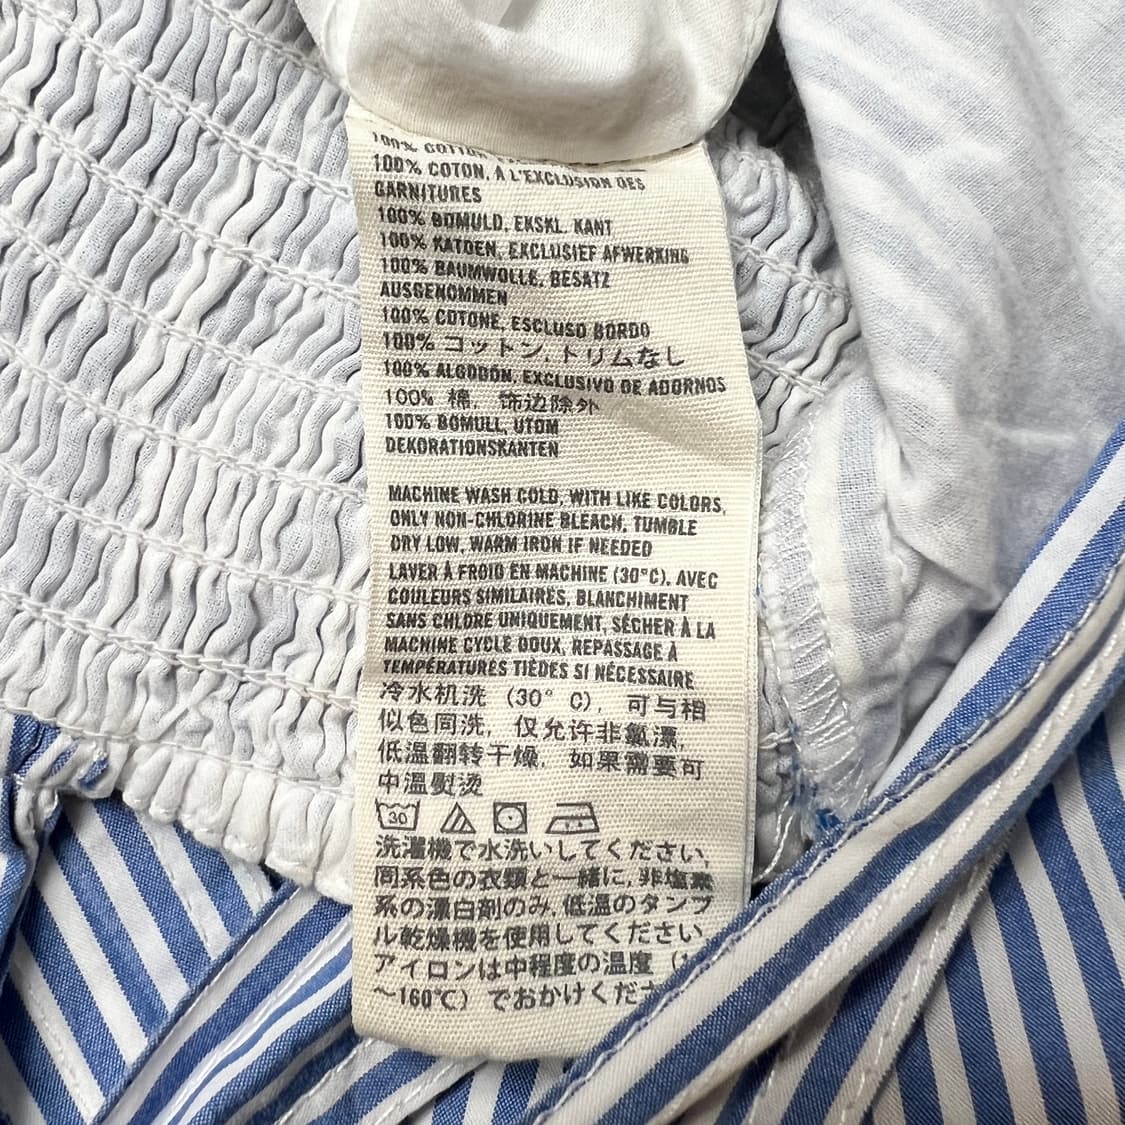 100% COTTON,
100% COTON, À L'EXCLUSION DES
GARNITURES
100% BOMULD, EKSKL. KANT
100% KATOEN, EXCLUSIEF AFWERKING
100% BAUMWOLLE, BESATZ
AUSGENOMMEN
100% COTONE, ESCLUSO BORDO
100% コットン, トリムなし
100% ALGODÓN, EXCLUSIVO DE ADORNOS
100% 棉, 饰边除外
100% BOMULL, UTOM
DEKORATIONSKANTEN
MACHINE WASH COLD, WITH LIKE COLORS,
ONLY NON-CHLORINE BLEACH, TUMBLE
DRY LOW, WARM IRON IF NEEDED
LAVER À FROID EN MACHINE (30°C), AVEC
COULEURS SIMILAIRES, BLANCHIMENT
SANS CHLORE UNIQUEMENT, SÉCHER À LA
MACHINE CYCLE DOUX, REPASSAGE À
TEMPÉRATURES TIÈDES SI NÉCESSAIRE
冷水机洗 (30° C), 可与相
似色同洗, 仅允许非氯漂,
低温翻转干燥, 如果需要可
中温熨烫
30
洗濯機で水洗いしてください,
同系色の衣類と一緒に, 非塩素
系の漂白剤のみ, 低温のタンブ
ル乾燥機を使用してください
アイロンは中程度の温度 (
～160℃) でおかけくださ